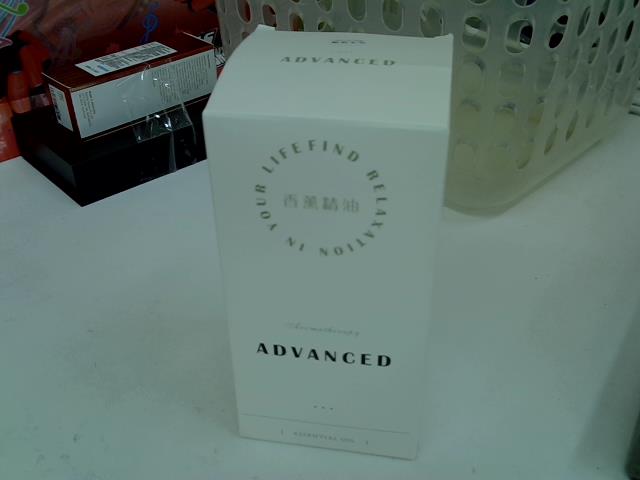 ADVANCED
FIND RELAXATION IN YOUR LIFE
香薰精油
Aromatherapy
ADVANCED
ESSENTIAL OIL